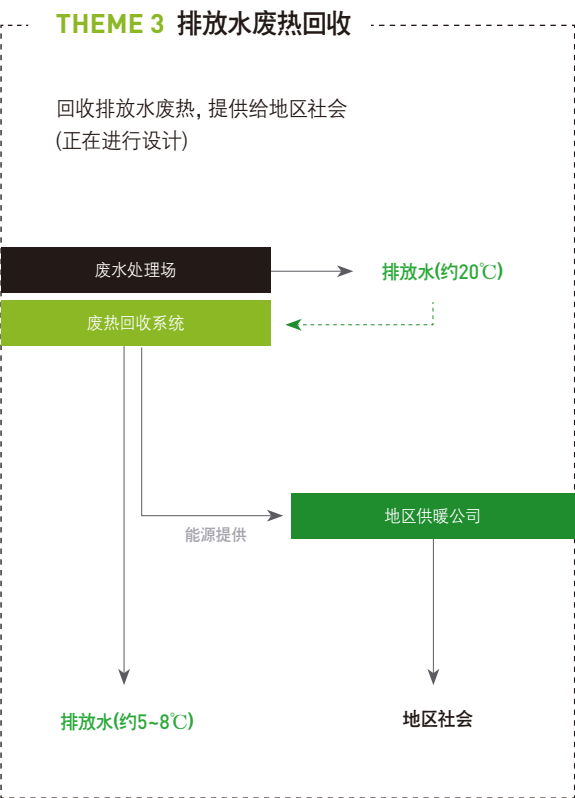 THEME 3 排放水废热回收
回收排放水废热, 提供给地区社会
(正在进行设计)
废水处理场
排放水(约20℃)
废热回收系统
地区供暖公司
能源提供
排放水(约5~8℃)
地区社会